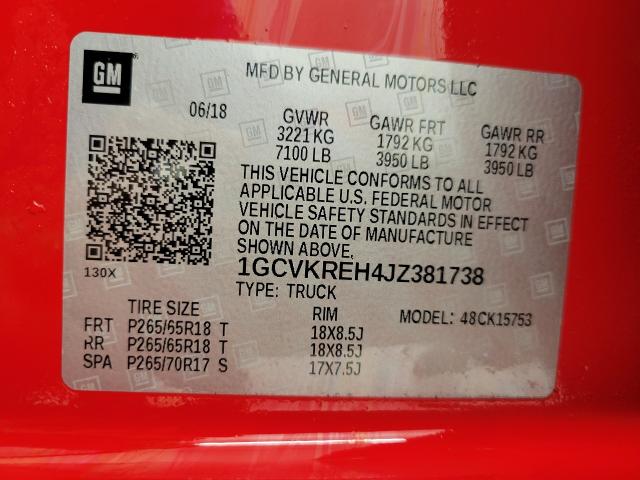 GM
MFD BY GENERAL MOTORS LLC
06/18 GVWR GAWR FRT GAWR RR
3221 KG 1792 KG 1792 KG
7100 LB 3950 LB 3950 LB
THIS VEHICLE CONFORMS TO ALL
APPLICABLE U.S. FEDERAL MOTOR
VEHICLE SAFETY STANDARDS IN EFFECT
ON THE DATE OF MANUFACTURE
SHOWN ABOVE.
130X 1GCVKREH4JZ381738
TYPE: TRUCK
TIRE SIZE RIM MODEL: 48CK15753
FRT P265/65R18 T 18X8.5J
RR P265/65R18 T 18X8.5J
SPA P265/70R17 S 17X7.5J